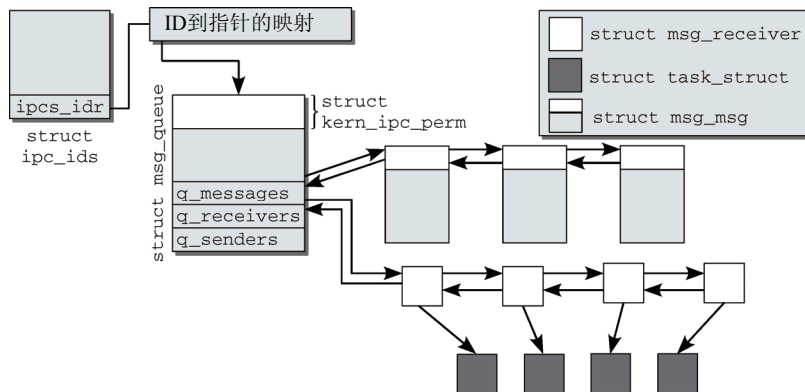 ID到指针的映射
ipcs_idr
struct
ipc_ids
struct msg_queue
struct
kern_ipc_perm
q_messages
q_receivers
q_senders
struct msg_receiver
struct task_struct
struct msg_msg